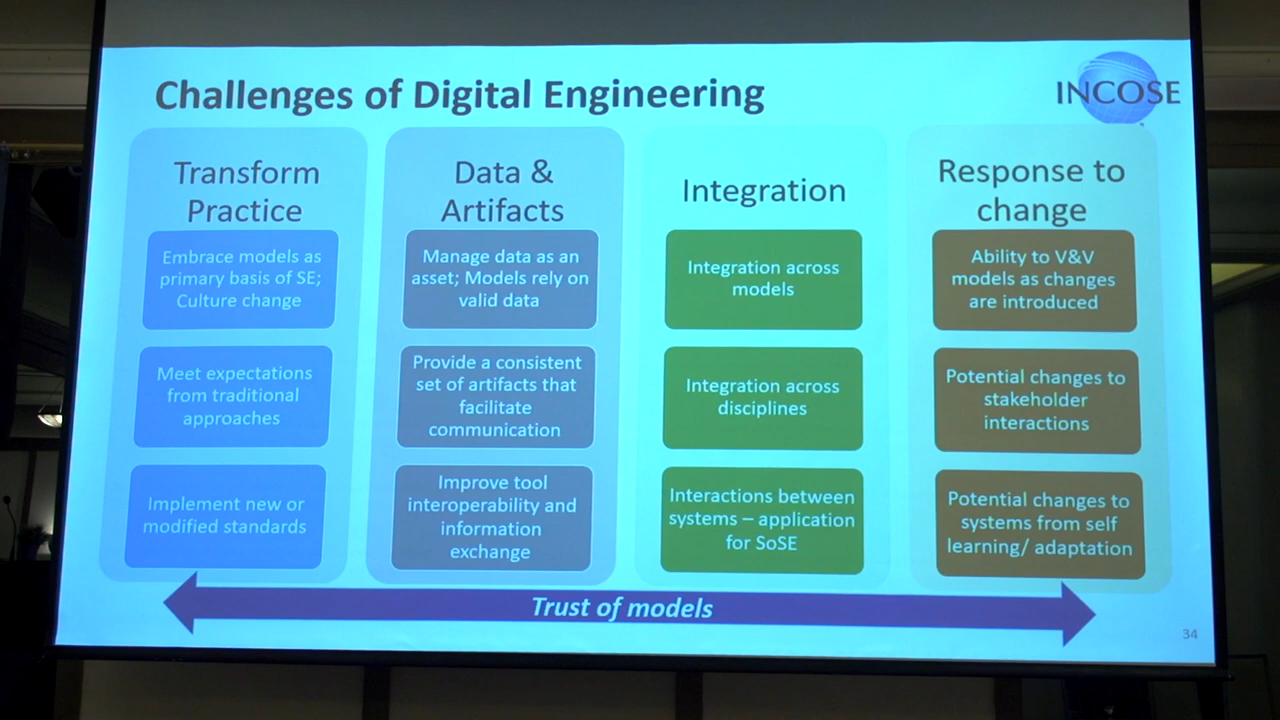 Challenges of Digital Engineering
INCOSE
Transform
Practice
Embrace models as
primary basis of SE;
Culture change
Meet expectations
from traditional
approaches
Implement new or
modified standards
Data &
Artifacts
Manage data as an
asset; Models rely on
valid data
Provide a consistent
set of artifacts that
facilitate
communication
Improve tool
interoperability and
information
exchange
Integration
Integration across
models
Integration across
disciplines
Interactions between
systems – application
for SoSE
Response to
change
Ability to V&V
models as changes
are introduced
Potential changes to
stakeholder
interactions
Potential changes to
systems from self
learning/ adaptation
Trust of models
34